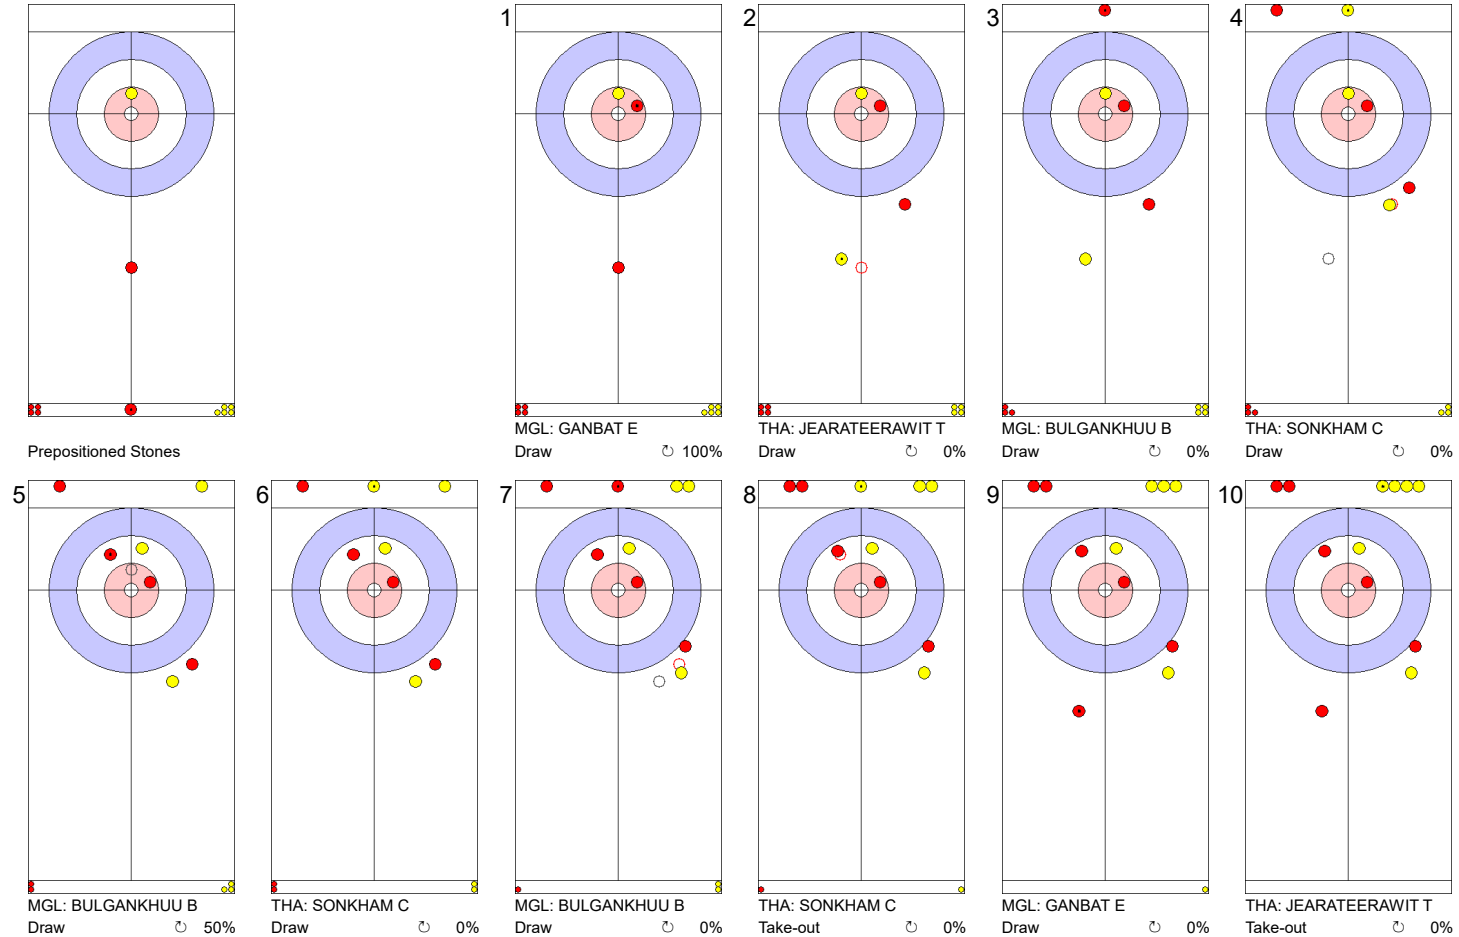 1
2
3
4
MGL: GANBAT E
Draw ↻ 100%
THA: JEARATEERAWIT T
Draw ↻ 0%
MGL: BULGANKHUU B
Draw ↻ 0%
THA: SONKHAM C
Draw ↻ 0%
Prepositioned Stones
5
6
7
8
9
10
MGL: BULGANKHUU B
Draw ↻ 50%
THA: SONKHAM C
Draw ↻ 0%
MGL: BULGANKHUU B
Draw ↻ 0%
THA: SONKHAM C
Take-out ↻ 0%
MGL: GANBAT E
Draw ↻ 0%
THA: JEARATEERAWIT T
Take-out ↻ 0%